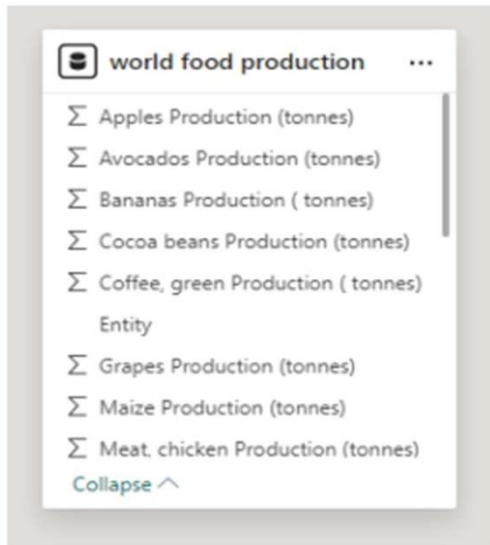 world food production ...
Σ Apples Production (tonnes)
Σ Avocados Production (tonnes)
Σ Bananas Production ( tonnes)
Σ Cocoa beans Production (tonnes)
Σ Coffee, green Production ( tonnes)
Entity
Σ Grapes Production (tonnes)
Σ Maize Production (tonnes)
Σ Meat, chicken Production (tonnes)
Collapse